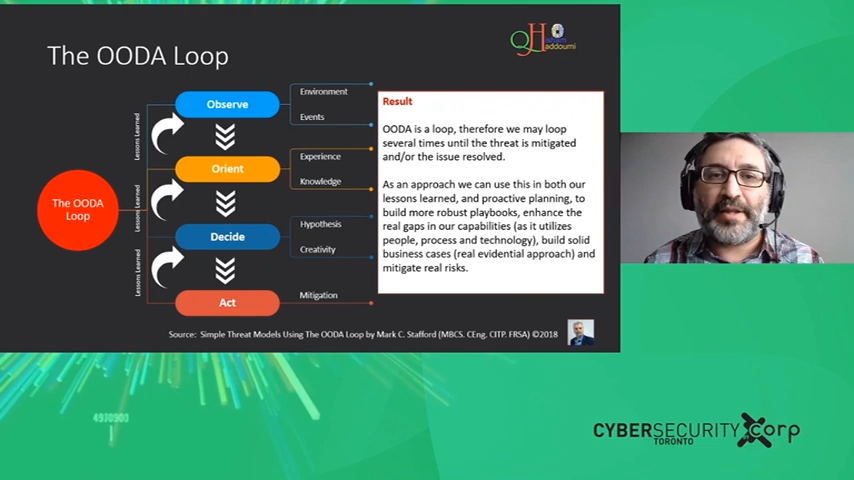 The OODA Loop
QHaitham
Haddoumi
The OODA
Loop
Lessons Learned
Lessons Learned
Lessons Learned
Observe
Orient
Decide
Act
Environment
Events
Experience
Knowledge
Hypothesis
Creativity
Mitigation
Result
OODA is a loop, therefore we may loop
several times until the threat is mitigated
and/or the issue resolved.
As an approach we can use this in both our
lessons learned, and proactive planning, to
build more robust playbooks, enhance the
real gaps in our capabilities (as it utilizes
people, process and technology), build solid
business cases (real evidential approach) and
mitigate real risks.
Source: Simple Threat Models Using The OODA Loop by Mark C. Stafford (MBCS. CEng. CITP. FRSA) ©2018
4970900
CYBERSECURITY Xcorp
TORONTO